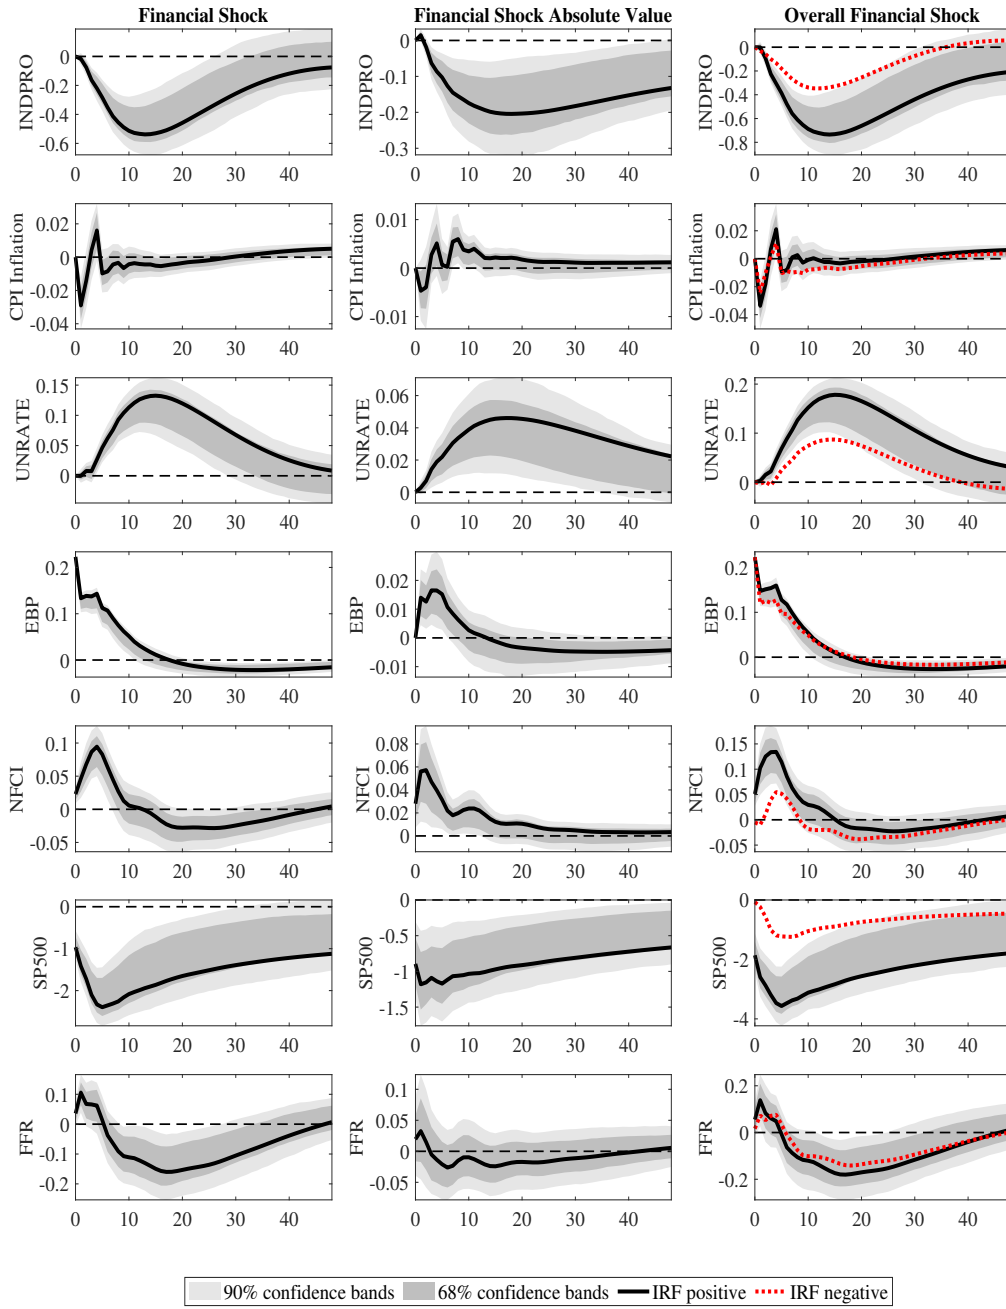 Financial Shock
Financial Shock Absolute Value
Overall Financial Shock
INDPRO
0
-0.2
-0.4
-0.6
0 10 20 30 40
INDPRO
0
-0.1
-0.2
-0.3
0 10 20 30 40
INDPRO
0
-0.2
-0.4
-0.6
-0.8
0 10 20 30 40
CPI Inflation
0.02
0
-0.02
-0.04
0 10 20 30 40
CPI Inflation
0.01
0
-0.01
0 10 20 30 40
CPI Inflation
0.02
0
-0.02
-0.04
0 10 20 30 40
UNRATE
0.15
0.1
0.05
0
0 10 20 30 40
UNRATE
0.06
0.04
0.02
0
0 10 20 30 40
UNRATE
0.2
0.1
0
0 10 20 30 40
EBP
0.2
0.1
0
0 10 20 30 40
EBP
0.02
0.01
0
-0.01
0 10 20 30 40
EBP
0.2
0.1
0
0 10 20 30 40
NFCI
0.1
0.05
0
-0.05
0 10 20 30 40
NFCI
0.08
0.06
0.04
0.02
0
0 10 20 30 40
NFCI
0.15
0.1
0.05
0
-0.05
0 10 20 30 40
SP500
0
-1
-2
0 10 20 30 40
SP500
0
-0.5
-1
-1.5
0 10 20 30 40
SP500
0
-2
-4
0 10 20 30 40
FFR
0.1
0
-0.1
-0.2
0 10 20 30 40
FFR
0.1
0.05
0
-0.05
0 10 20 30 40
FFR
0.2
0
-0.2
0 10 20 30 40
90% confidence bands 68% confidence bands IRF positive IRF negative